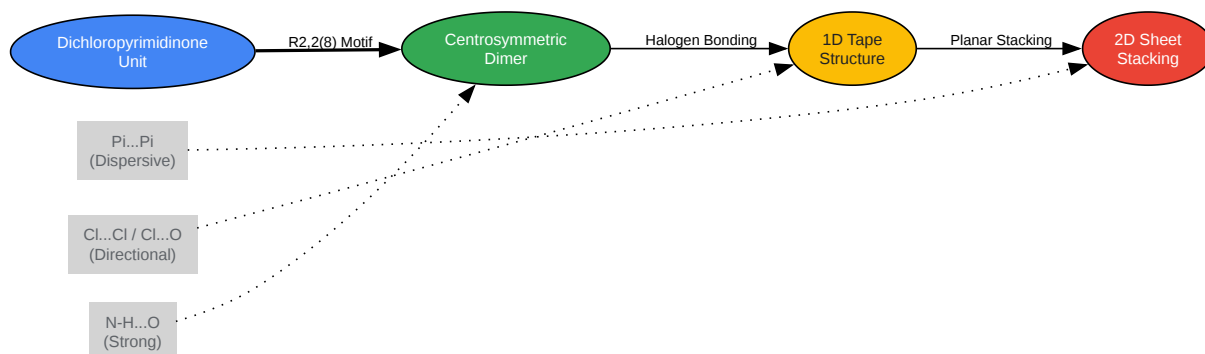 Dichloropyrimidinone
Unit
R2,2(8) Motif
Centrosymmetric
Dimer
Halogen Bonding
1D Tape
Structure
Planar Stacking
2D Sheet
Stacking
Pi...Pi
(Dispersive)
Cl...Cl / Cl...O
(Directional)
N-H...O
(Strong)